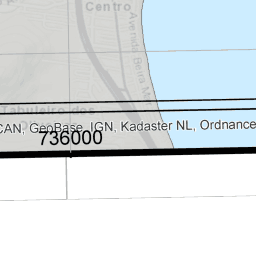 Centro
Avenida Beira Mar
Tabuleiro dos
CAN, GeoBase, IGN, Kadaster NL, Ordnance
736000